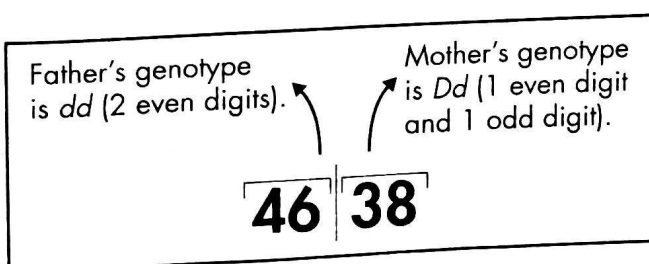 Father's genotype
is dd (2 even digits).
Mother's genotype
is Dd (1 even digit
and 1 odd digit).
46 38